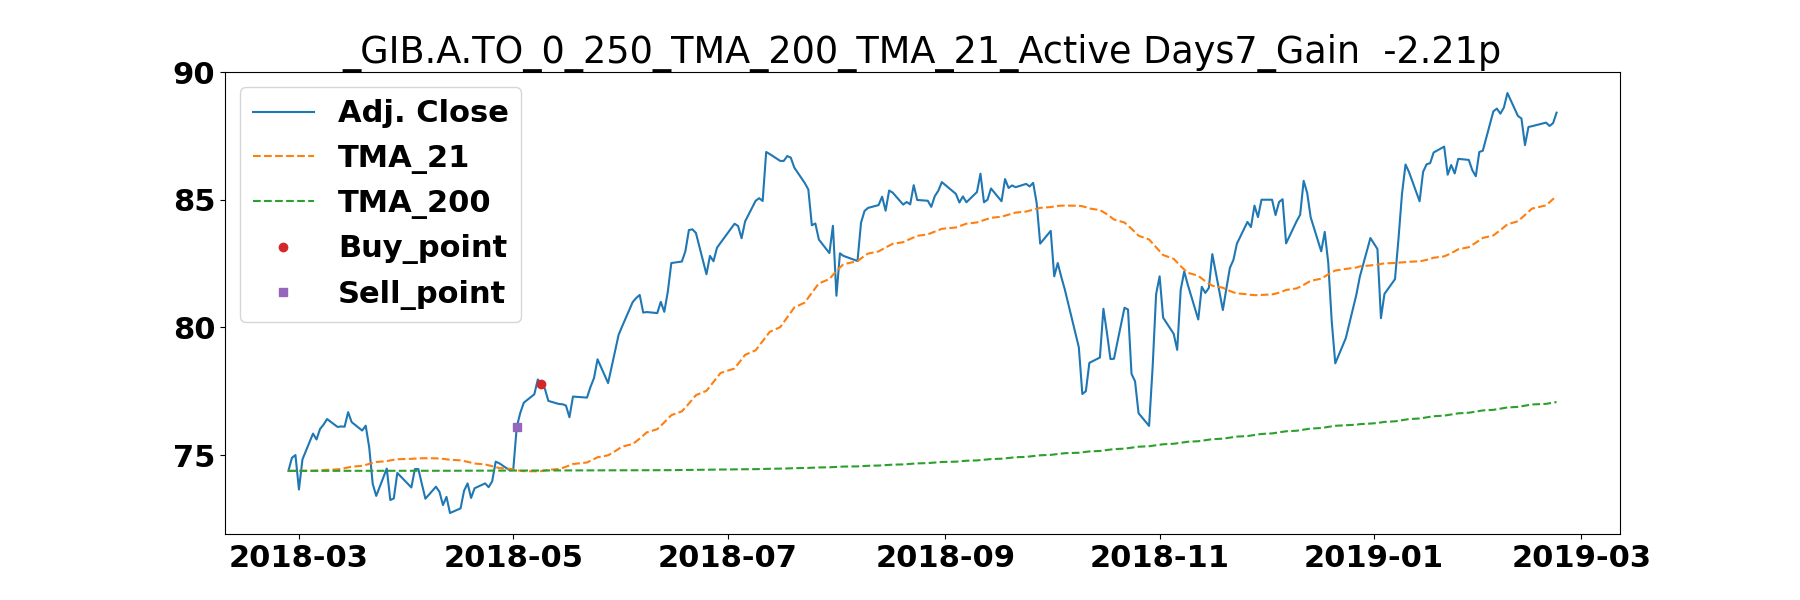 _GIB.A.TO_0_250_TMA_200_TMA_21_Active Days7_Gain  -2.21p
90
85
80
75
Adj. Close
TMA_21
TMA_200
Buy_point
Sell_point
2018-03 2018-05 2018-07 2018-09 2018-11 2019-01 2019-03